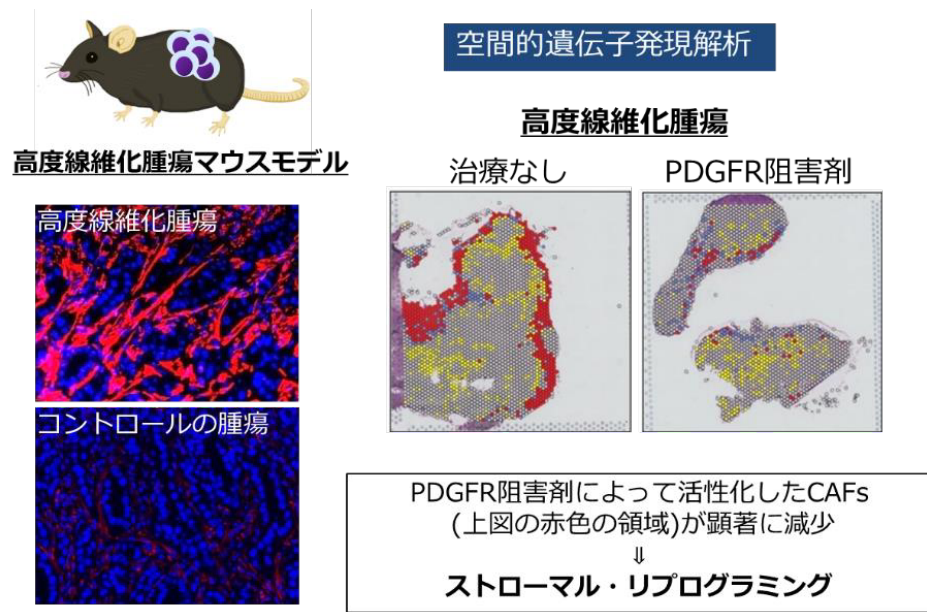 空間的遺伝子発現解析
高度線維化腫瘍マウスモデル
高度線維化腫瘍
コントロールの腫瘍
高度線維化腫瘍
治療なし
PDGFR阻害剤
PDGFR阻害剤によって活性化したCAFs
(上図の赤色の領域)が顕著に減少
⇓
ストローマル・リプログラミング